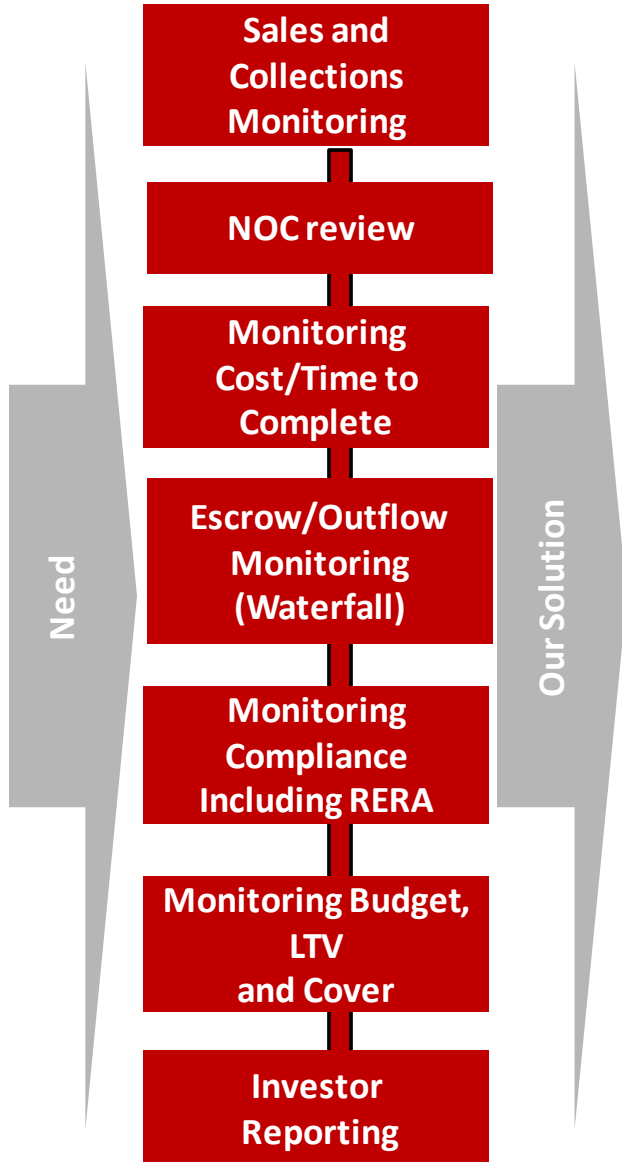 Sales and
Collections
Monitoring
NOC review
Monitoring
Cost/Time to
Complete
Escrow/Outflow
Monitoring
(Waterfall)
Monitoring
Compliance
Including RERA
Monitoring Budget,
LTV
and Cover
Investor
Reporting
Need
Our Solution